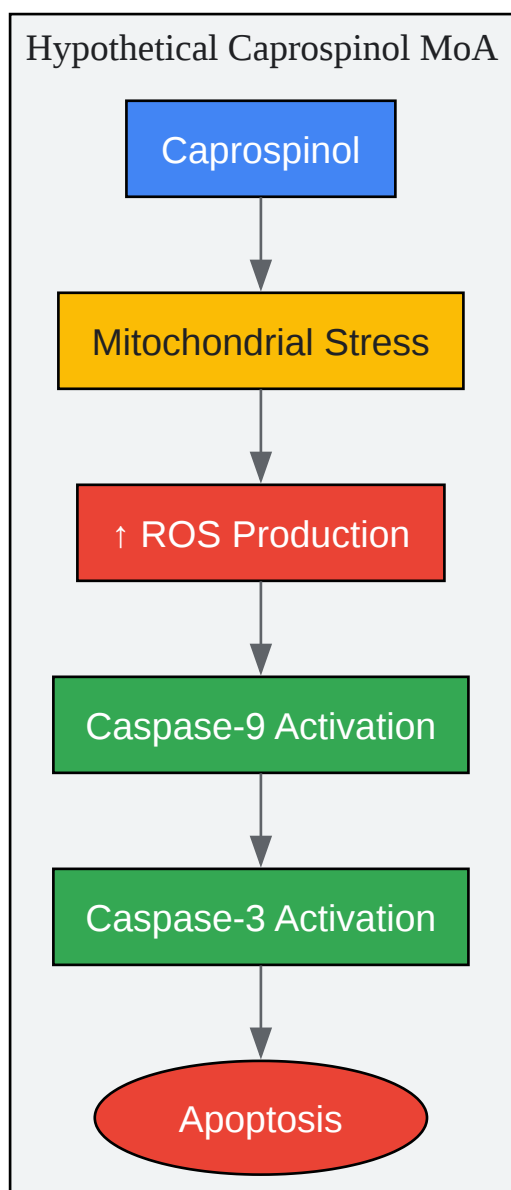 Hypothetical Caprospinol MoA
Caprospinol
Mitochondrial Stress
↑ ROS Production
Caspase-9 Activation
Caspase-3 Activation
Apoptosis